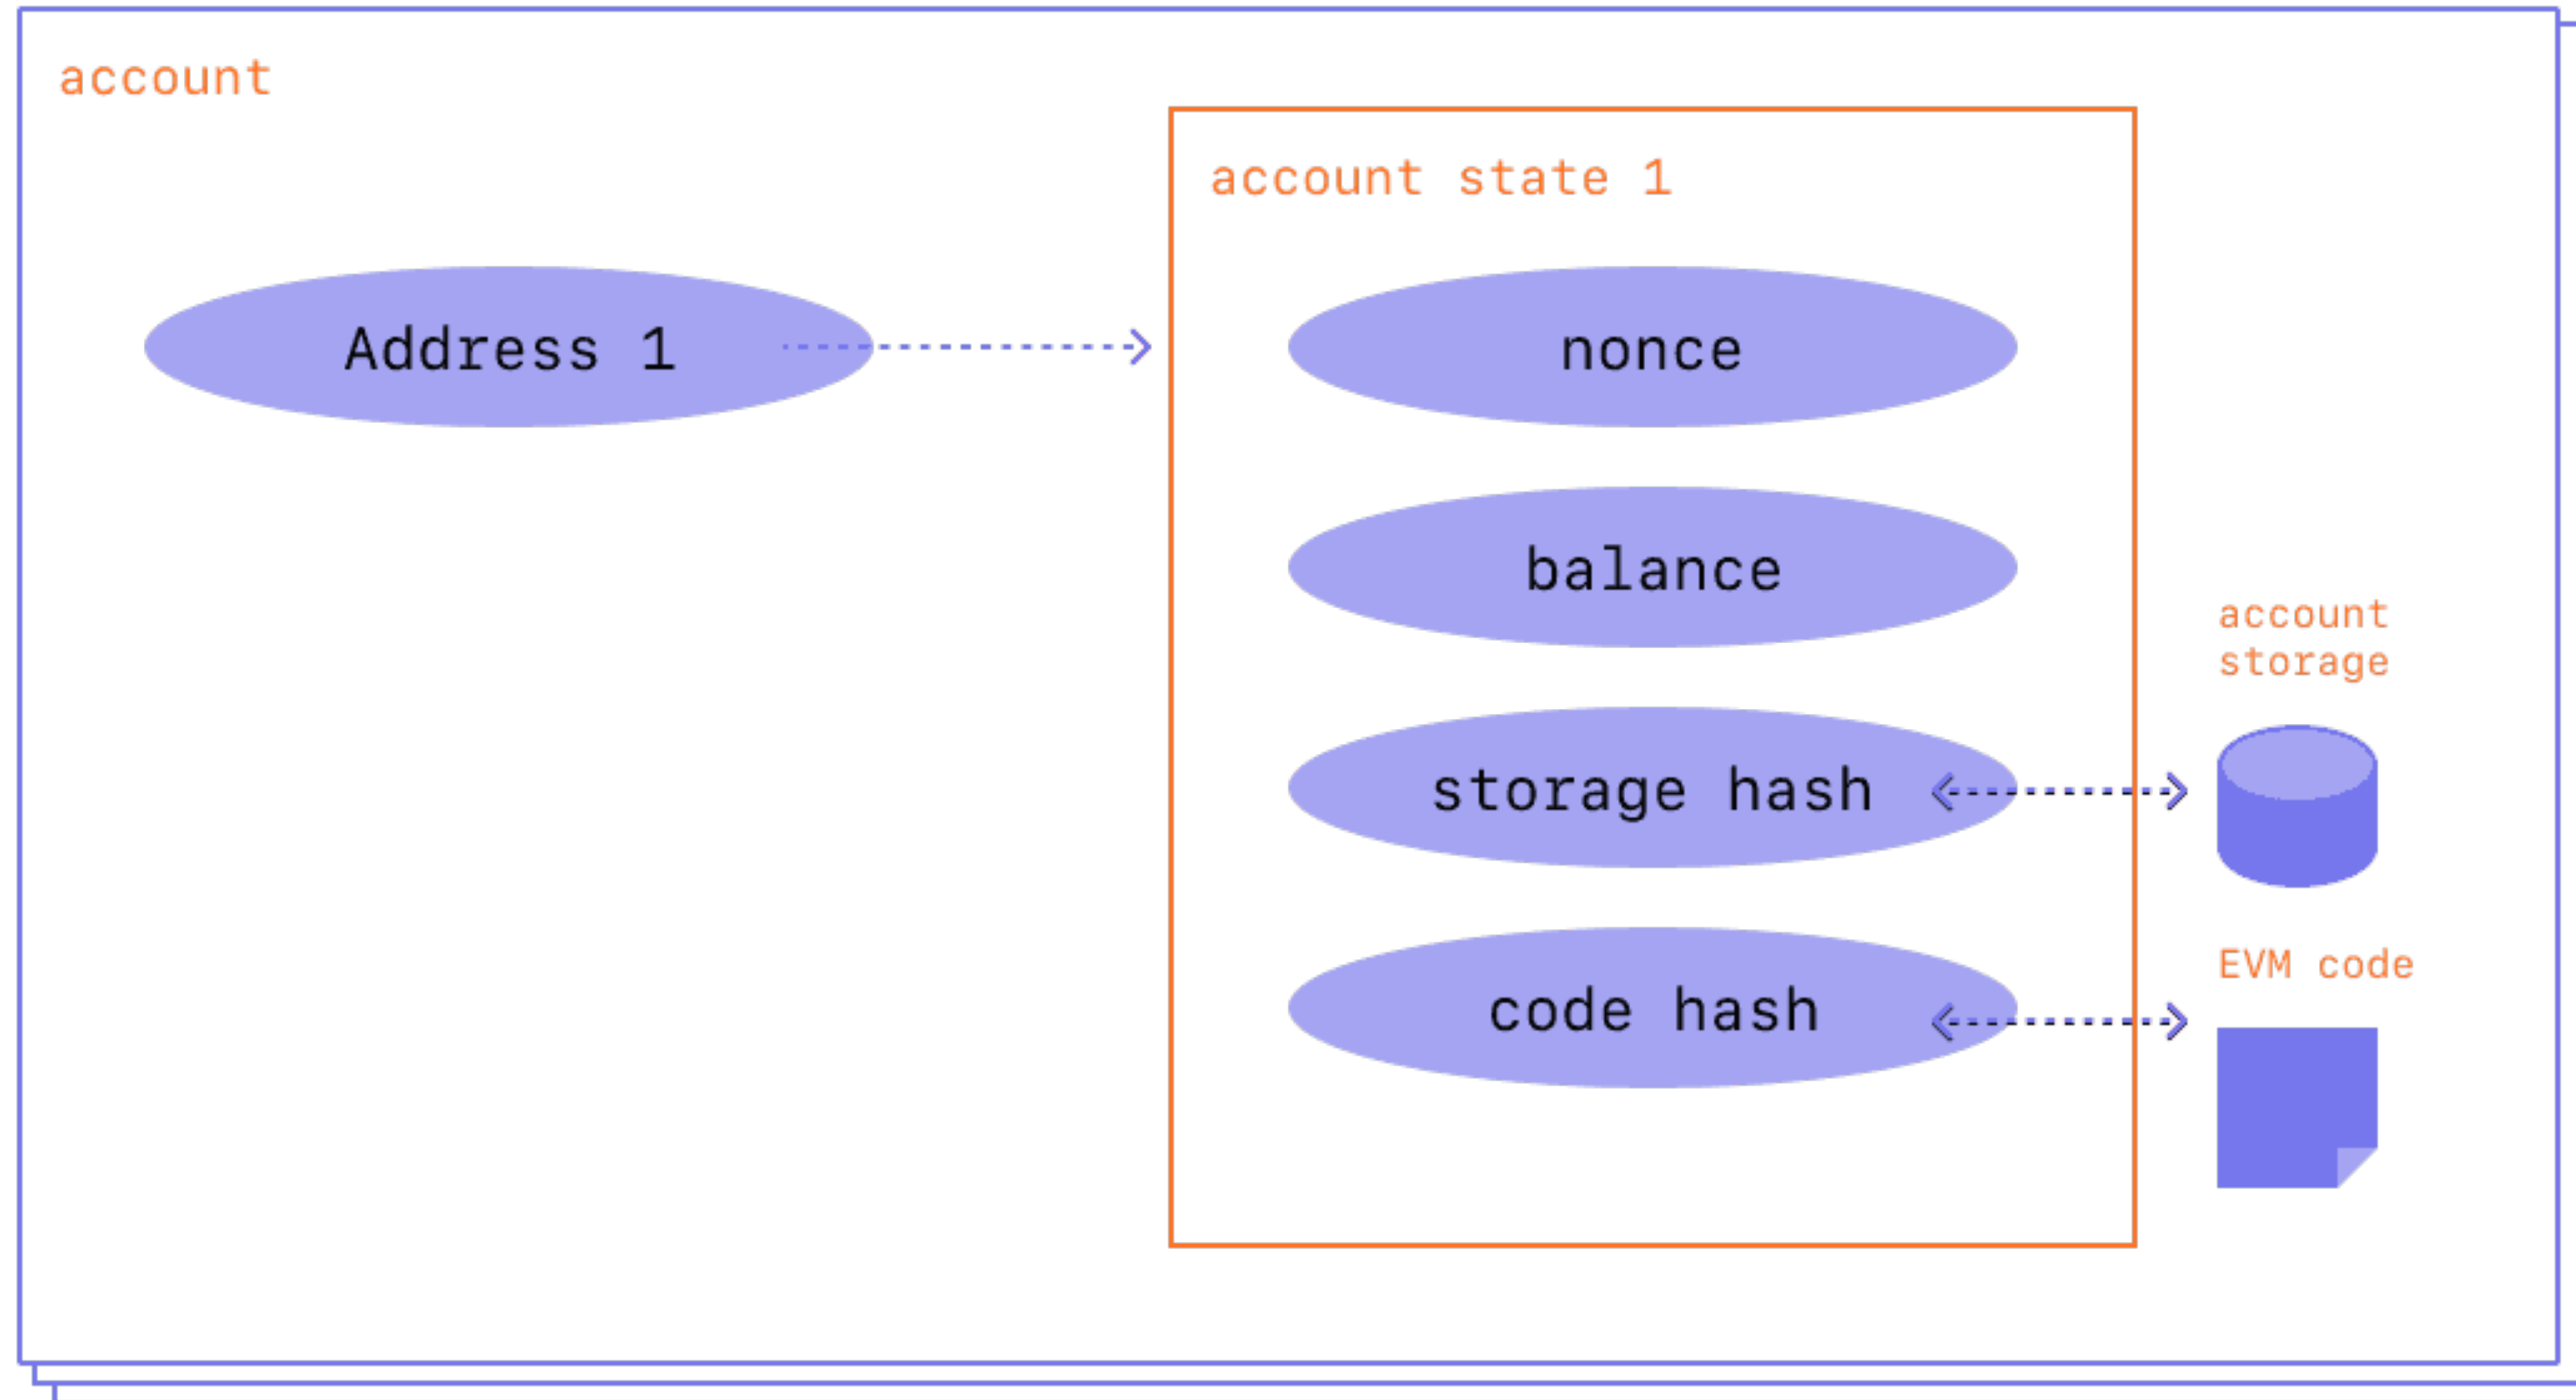 account
account state 1
Address 1
nonce
balance
account
storage
storage hash
EVM code
code hash